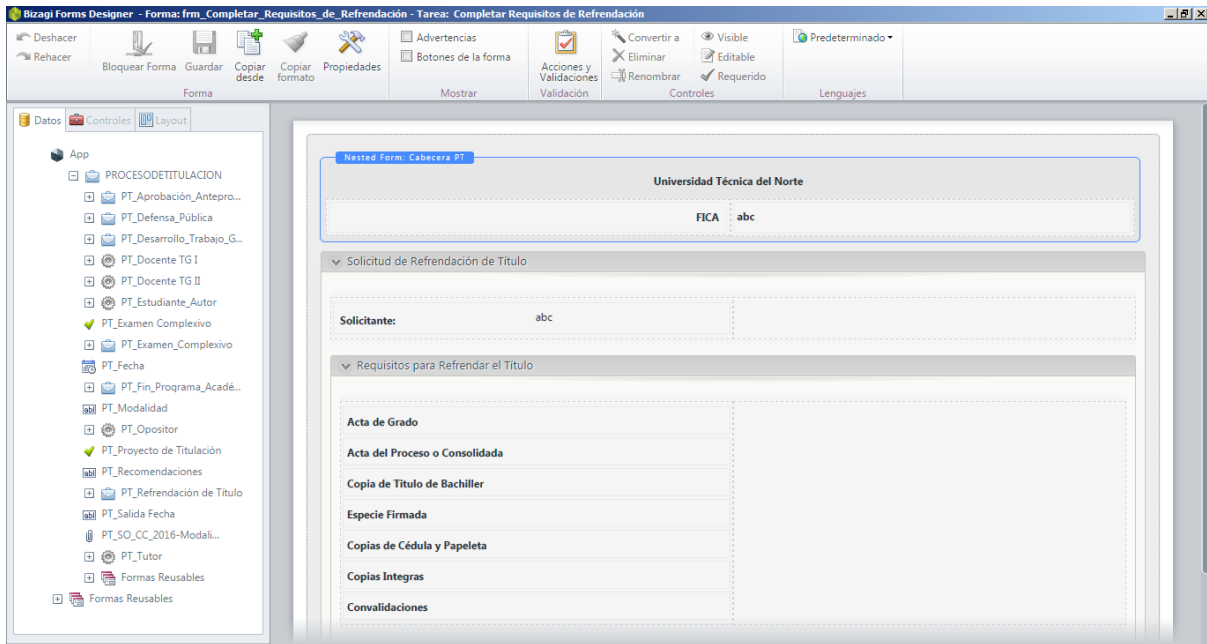 Bizagi Forms Designer - Forma: frm_Completar_Requisitos_de_Refrendación - Tarea: Completar Requisitos de Refrendación
Deshacer
Rehacer
Bloquear Forma
Guardar
Copiar desde
Forma
Copiar formato
Propiedades
Advertencias
Botones de la forma
Mostrar
Acciones y Validaciones
Validación
Convertir a
Eliminar
Renombrar
Visible
Editable
Requerido
Controles
Predeterminado
Lenguajes
Datos
Controles
Layout
App
PROCESODETITULACION
PT_Aprobación_Antepro...
PT_Defensa_Pública
PT_Desarrollo_Trabajo_G...
PT_Docente TG I
PT_Docente TG II
PT_Estudiante_Autor
PT_Examen Complexivo
PT_Examen_Complexivo
PT_Fecha
PT_Fin_Programa_Acadé...
abl PT_Modalidad
PT_Opositor
PT_Proyecto de Titulación
abl PT_Recomendaciones
PT_Refrendación de Título
abl PT_Salida Fecha
PT_SO_CC_2016-Modali...
PT_Tutor
Formas Reusables
Formas Reusables
Nested Form: Cabecera PT
Universidad Técnica del Norte
FICA abc
Solicitud de Refrendación de Título
Solicitante: abc
Requisitos para Refrendar el Título
Acta de Grado
Acta del Proceso o Consolidada
Copia de Titulo de Bachiller
Especie Firmada
Copias de Cédula y Papeleta
Copias Integras
Convalidaciones